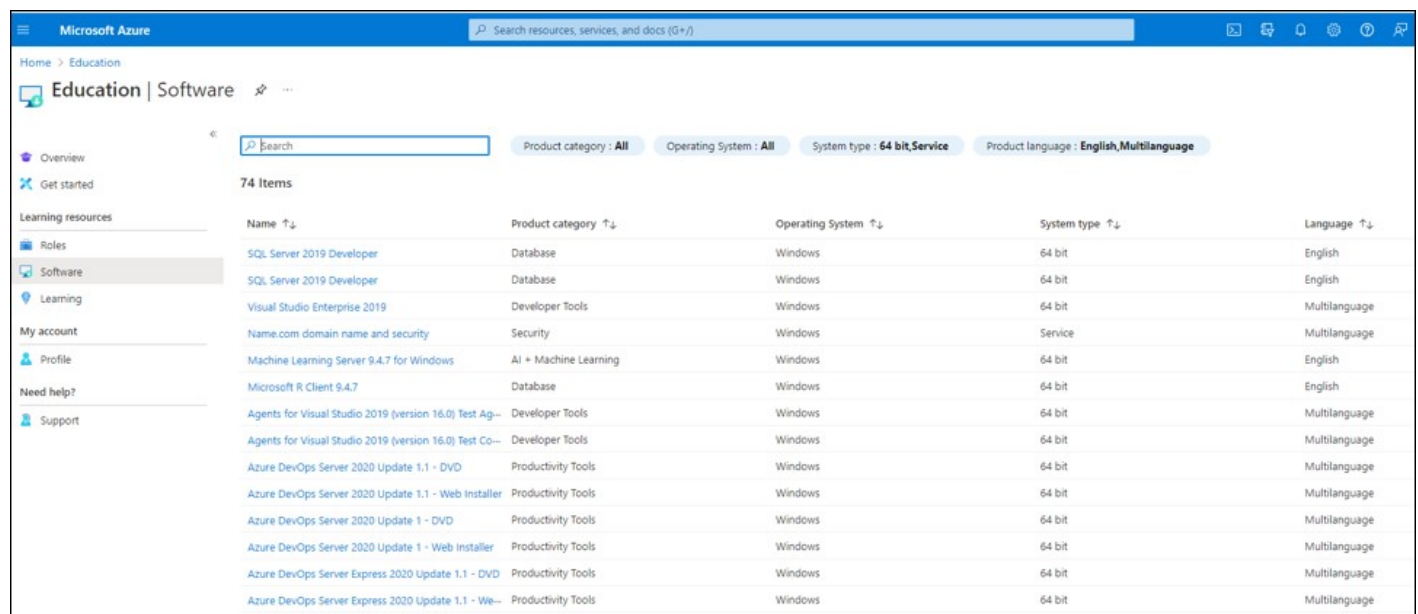 Microsoft Azure
Search resources, services, and docs (G+/)
Home > Education
Education | Software
Overview
Get started
Learning resources
Roles
Software
Learning
My account
Profile
Need help?
Support
Search
Product category : All Operating System : All System type : 64 bit,Service Product language : English,Multilanguage
74 Items
Name ↑↓ Product category ↑↓ Operating System ↑↓ System type ↑↓ Language ↑↓
SQL Server 2019 Developer Database Windows 64 bit English
SQL Server 2019 Developer Database Windows 64 bit English
Visual Studio Enterprise 2019 Developer Tools Windows 64 bit Multilanguage
Name.com domain name and security Security Windows Service Multilanguage
Machine Learning Server 9.4.7 for Windows AI + Machine Learning Windows 64 bit English
Microsoft R Client 9.4.7 Database Windows 64 bit English
Agents for Visual Studio 2019 (version 16.0) Test Ag... Developer Tools Windows 64 bit Multilanguage
Agents for Visual Studio 2019 (version 16.0) Test Co... Developer Tools Windows 64 bit Multilanguage
Azure DevOps Server 2020 Update 1.1 - DVD Productivity Tools Windows 64 bit Multilanguage
Azure DevOps Server 2020 Update 1.1 - Web Installer Productivity Tools Windows 64 bit Multilanguage
Azure DevOps Server 2020 Update 1 - DVD Productivity Tools Windows 64 bit Multilanguage
Azure DevOps Server 2020 Update 1 - Web Installer Productivity Tools Windows 64 bit Multilanguage
Azure DevOps Server Express 2020 Update 1.1 - DVD Productivity Tools Windows 64 bit Multilanguage
Azure DevOps Server Express 2020 Update 1.1 - We... Productivity Tools Windows 64 bit Multilanguage